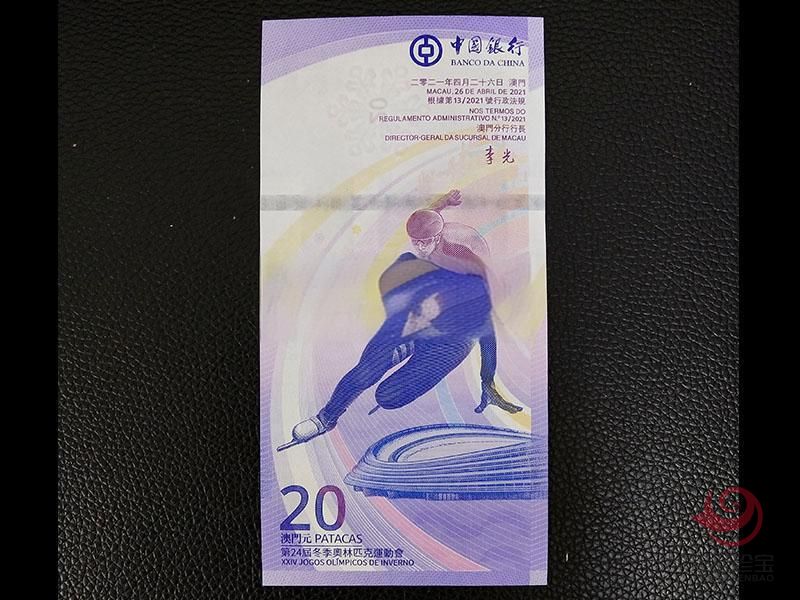 中国银行
BANCO DA CHINA
二零二一年四月二十六日 澳門
MACAU, 26 DE ABRIL DE 2021
根據第13/2021號行政法規
NOS TERMOS DO
REGULAMENTO ADMINISTRATIVO N.º 13/2021
澳門分行行長
DIRECTOR-GERAL DA SUCURSAL DE MACAU
李光
20
澳門元 PATACAS
第24屆冬季奧林匹克運動會
XXIV JOGOS OLÍMPICOS DE INVERNO